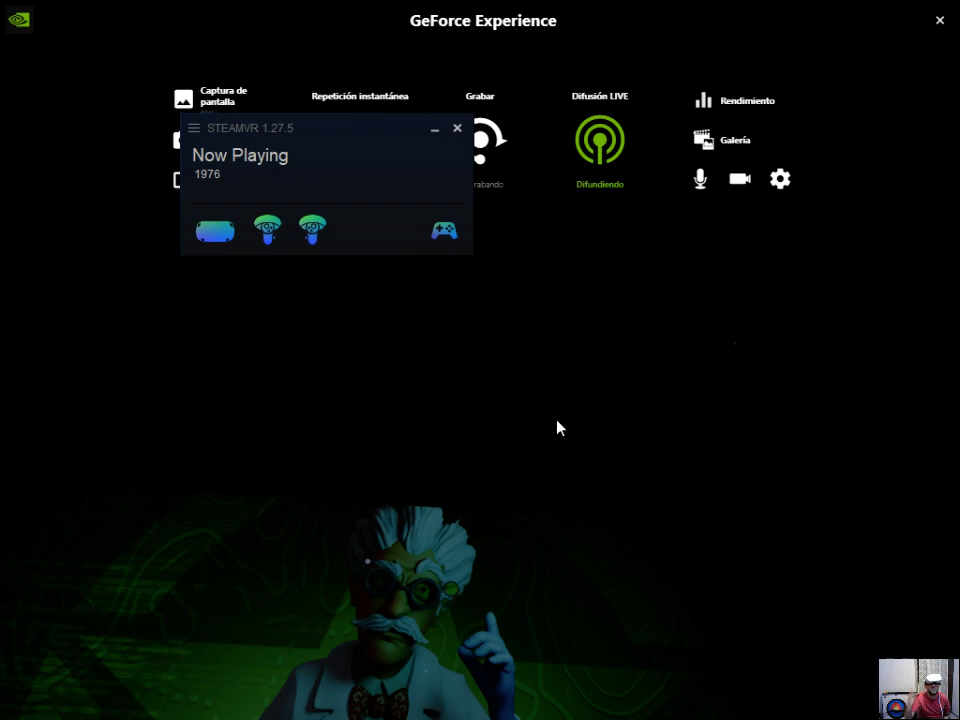 GeForce Experience
Captura de
pantalla
Repetición instantánea
Grabar
Difusión LIVE
Rendimiento
STEAMVR 1.27.5
Galería
Now Playing
1976
rabando
Difundiendo